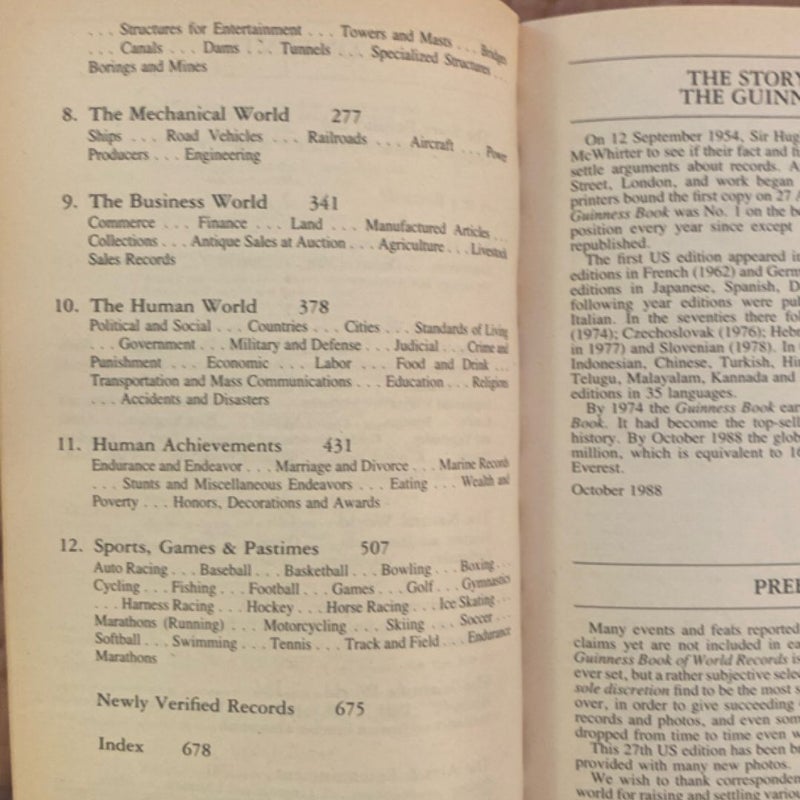 . . . Structures for Entertainment . . . Towers and Masts . . . Bridges
. . . Canals . . . Dams . . . Tunnels . . . Specialized Structures . . .
Borings and Mines
8. The Mechanical World 277
Ships . . . Road Vehicles . . . Railroads . . . Aircraft . . . Power
Producers . . . Engineering
9. The Business World 341
Commerce . . . Finance . . . Land . . . Manufactured Articles . . .
Collections . . . Antique Sales at Auction . . . Agriculture . . . Livestock
Sales Records
10. The Human World 378
Political and Social . . . Countries . . . Cities . . . Standards of Living
. . . Government . . . Military and Defense . . . Judicial . . . Crime and
Punishment . . . Economic . . . Labor . . . Food and Drink . . .
Transportation and Mass Communications . . . Education . . . Religions
. . . Accidents and Disasters
11. Human Achievements 431
Endurance and Endeavor . . . Marriage and Divorce . . . Marine Records
. . . Stunts and Miscellaneous Endeavors . . . Eating . . . Wealth and
Poverty . . . Honors, Decorations and Awards
12. Sports, Games & Pastimes 507
Auto Racing . . . Baseball . . . Basketball . . . Bowling . . . Boxing . . .
Cycling . . . Fishing . . . Football . . . Games . . . Golf . . . Gymnastics
. . . Harness Racing . . . Hockey . . . Horse Racing . . . Ice Skating . . .
Marathons (Running) . . . Motorcycling . . . Skiing . . . Soccer . . .
Softball . . . Swimming . . . Tennis . . . Track and Field . . . Endurance
Marathons
Newly Verified Records 675
Index 678
THE STORY
THE GUINN
On 12 September 1954, Sir Hug
McWhirter to see if their fact and
settle arguments about records. A
Street, London, and work began
printers bound the first copy on 27
Guinness Book was No. 1 on the
position every year since except
republished.
The first US edition appeared
editions in French (1962) and Germ
editions in Japanese, Spanish, D
following year editions were pub
Italian. In the seventies there fol
(1974); Czechoslovak (1976); Hebr
in 1977) and Slovenian (1978). In
Indonesian, Chinese, Turkish, Hin
Telugu, Malayalam, Kannada and
editions in 35 languages.
By 1974 the Guinness Book ear
Book. It had become the top-sell
history. By October 1988 the glob
million, which is equivalent to 16
Everest.
October 1988
PREF
Many events and feats reported
claims yet are not included in ea
Guinness Book of World Records is
ever set, but a rather subjective selec
sole discretion find to be the most s
over, in order to give succeeding
records and photos, and even som
dropped from time to time even w
This 27th US edition has been
provided with many new photos.
We wish to thank corresponden
world for raising and settling variou